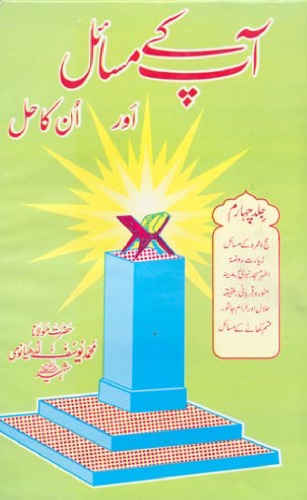 آپ کے مسائل
اور اُن کا حل
جلد چہارم
حج و عمرہ کے مسائل
زیارت روضۂ
اطہر مسجد نبوی مدینہ
منورہ قربانی، عقیقہ
حلال اور حرام جانور
قسم کھانے کے مسائل
حضرت مولانا
محمد یوسف لدھیانوی
شہید